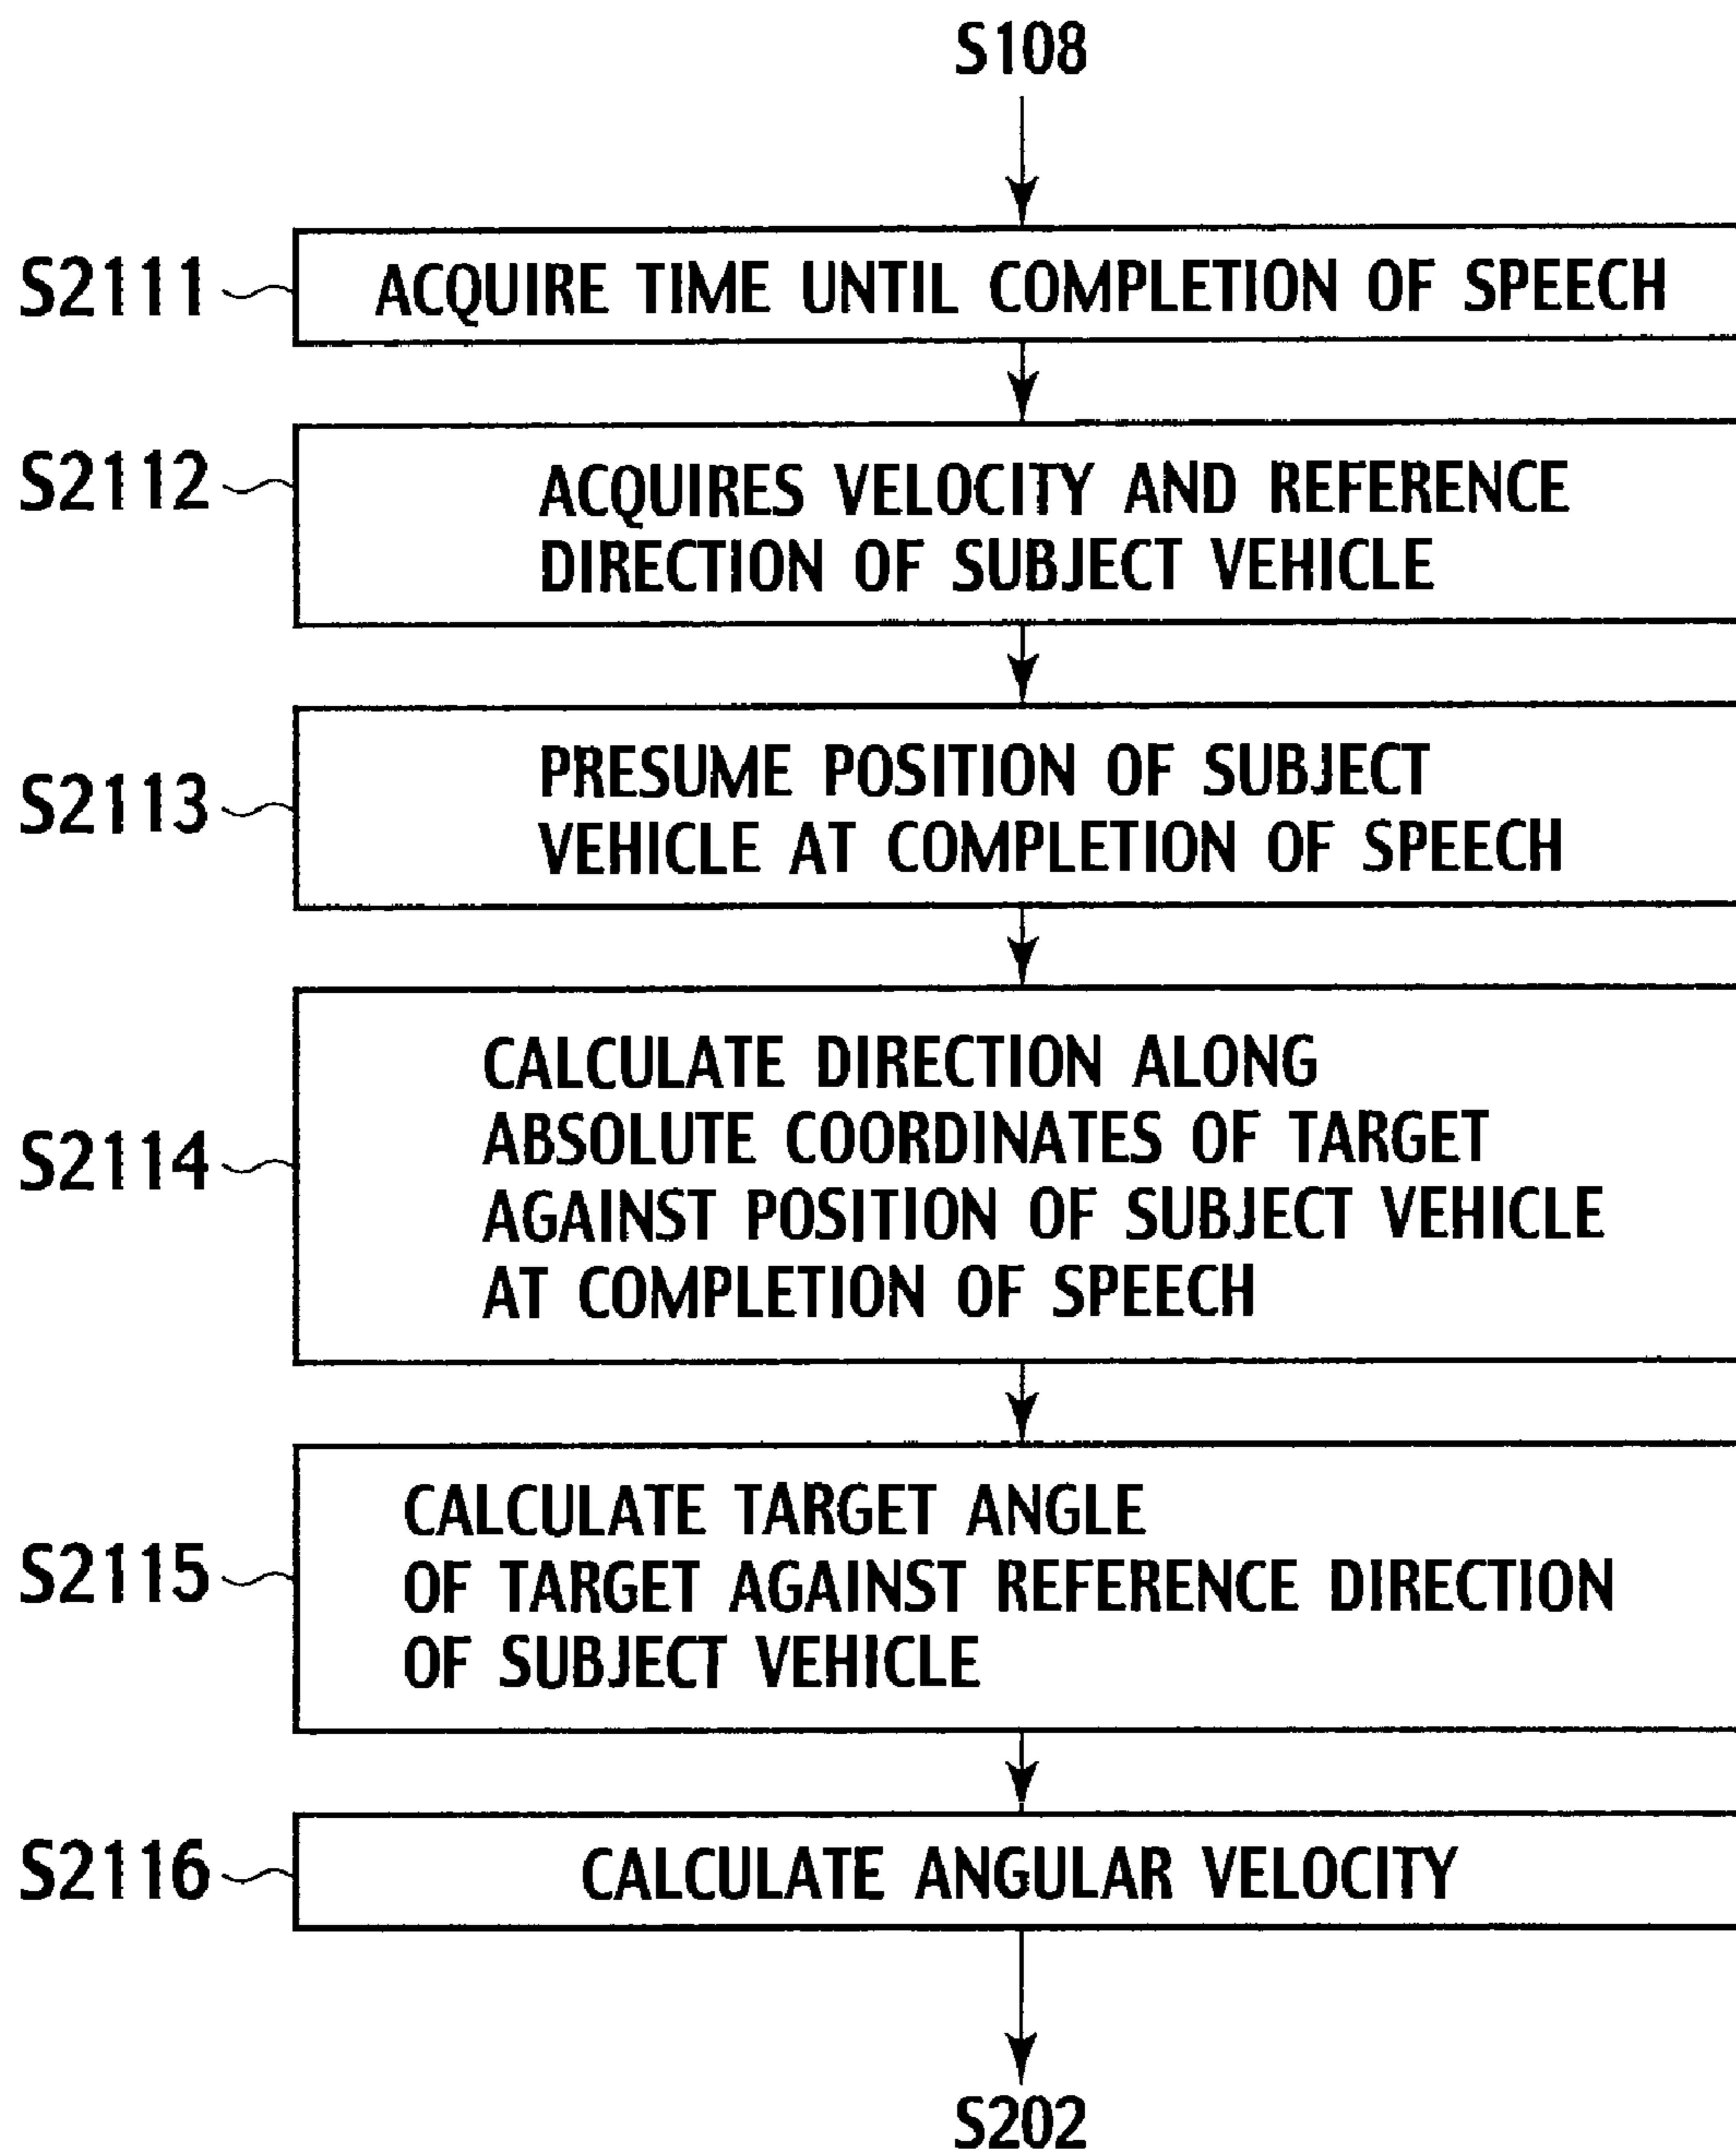 S108
S2111
ACQUIRE TIME UNTIL COMPLETION OF SPEECH
S2112
ACQUIRES VELOCITY AND REFERENCE
DIRECTION OF SUBJECT VEHICLE
S2113
PRESUME POSITION OF SUBJECT
VEHICLE AT COMPLETION OF SPEECH
S2114
CALCULATE DIRECTION ALONG
ABSOLUTE COORDINATES OF TARGET
AGAINST POSITION OF SUBJECT VEHICLE
AT COMPLETION OF SPEECH
S2115
CALCULATE TARGET ANGLE
OF TARGET AGAINST REFERENCE DIRECTION
OF SUBJECT VEHICLE
S2116
CALCULATE ANGULAR VELOCITY
S202